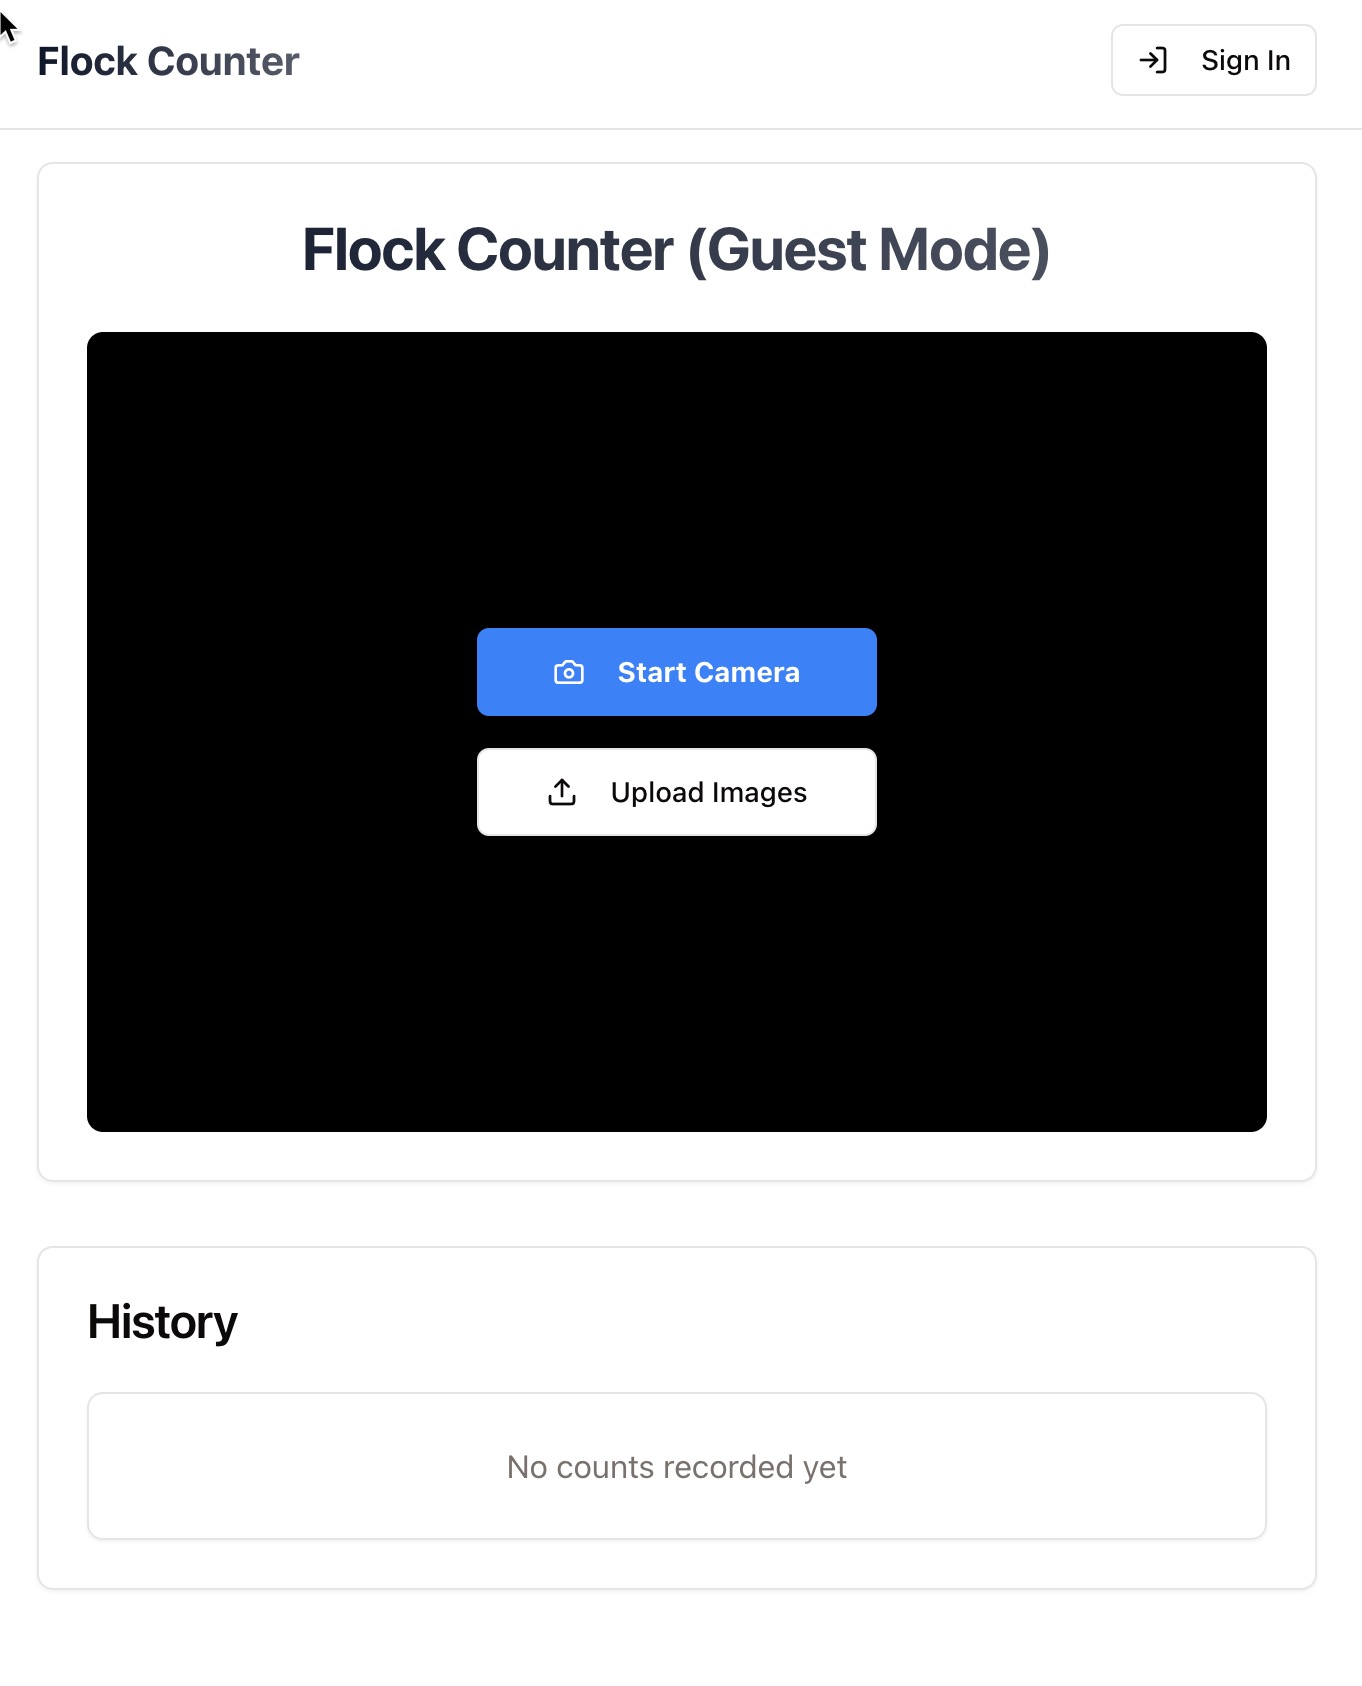 Flock Counter
Sign In
Flock Counter (Guest Mode)
Start Camera
Upload Images
History
No counts recorded yet